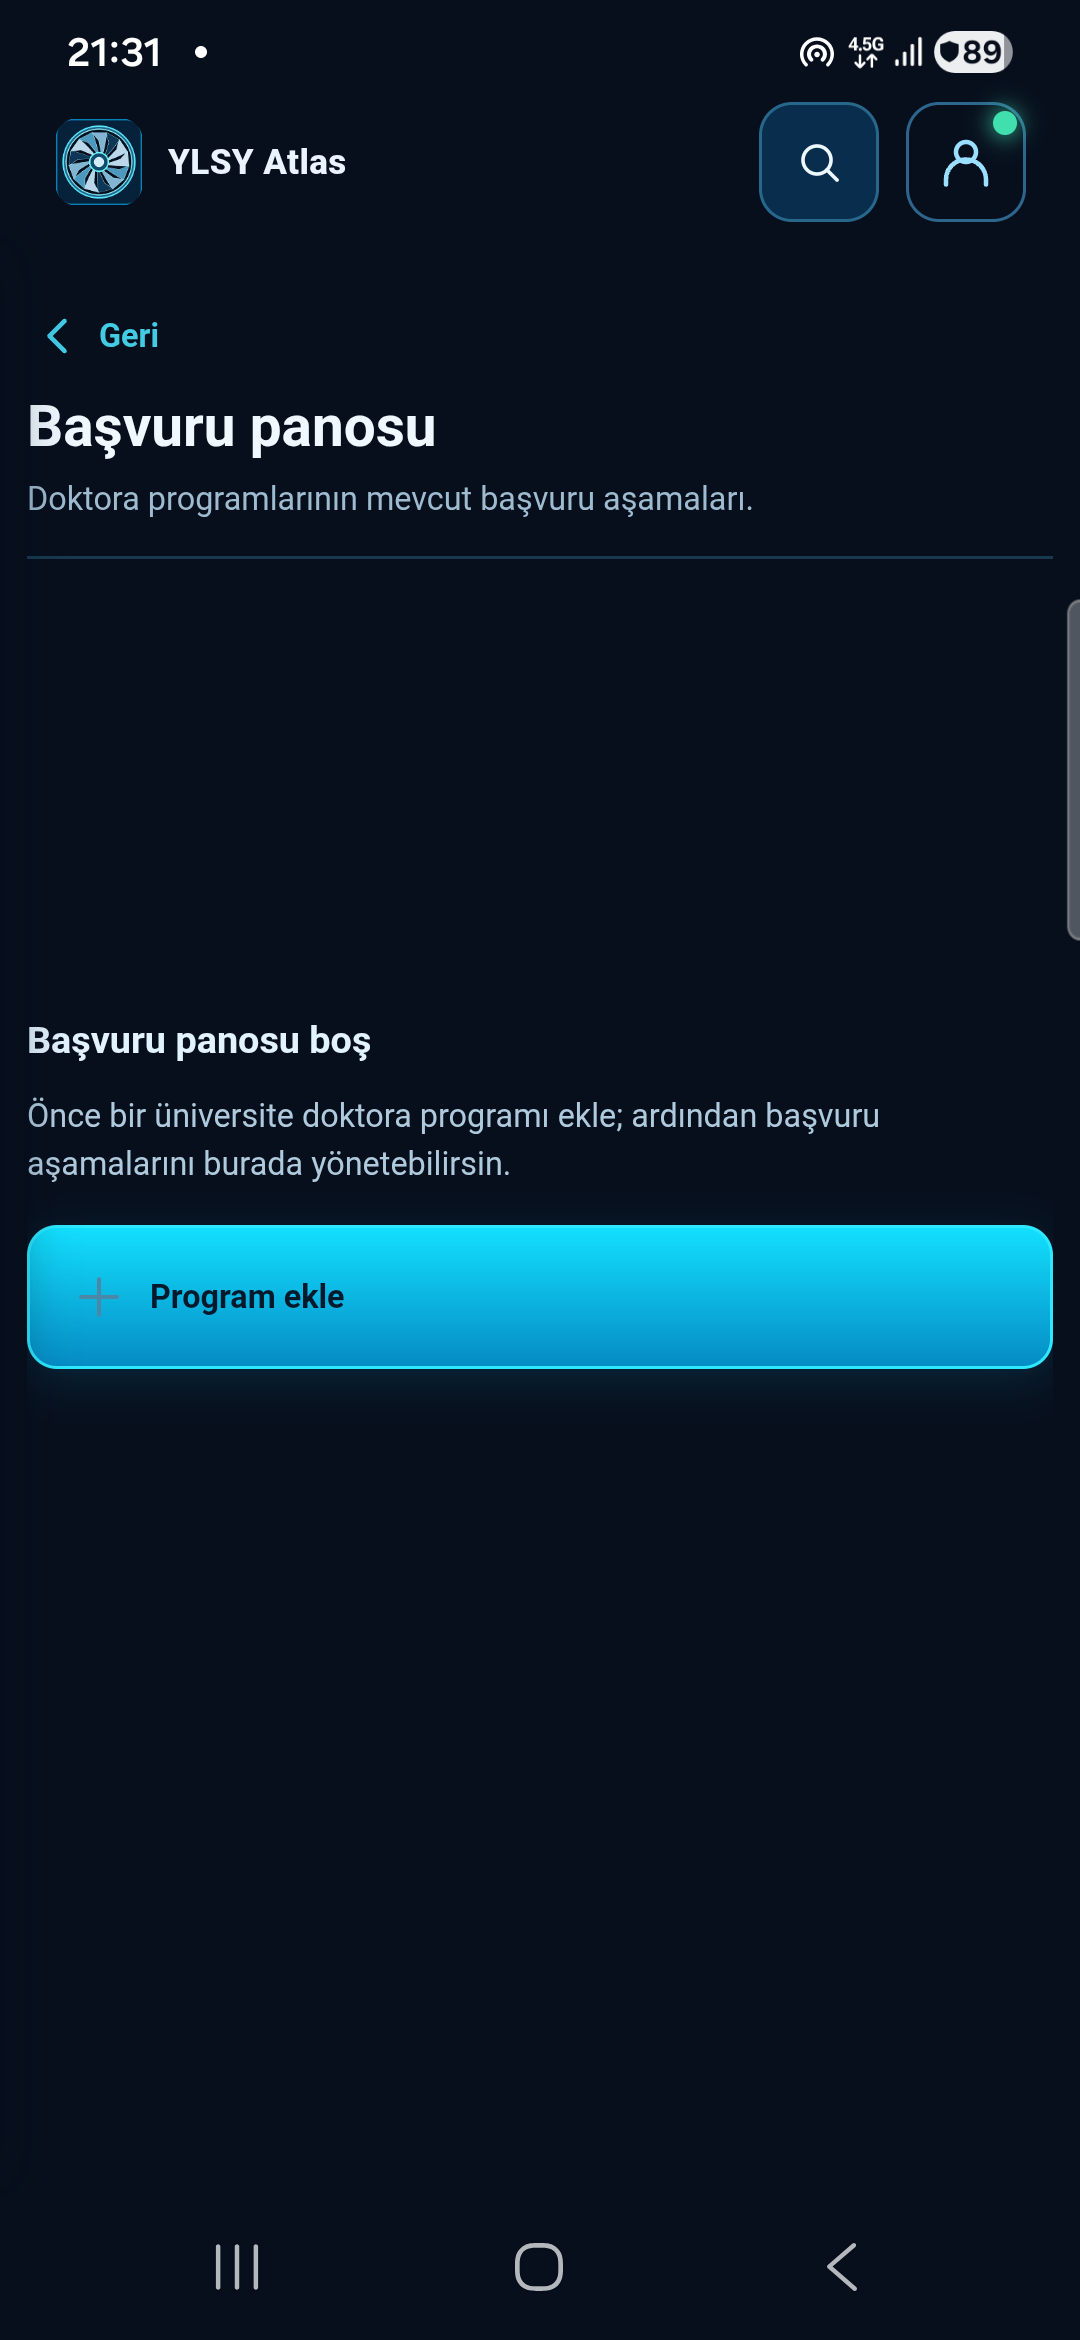 21:31
4.5G
89
YLSY Atlas
Geri
Başvuru panosu
Doktora programlarının mevcut başvuru aşamaları.
Başvuru panosu boş
Önce bir üniversite doktora programı ekle; ardından başvuru
aşamalarını burada yönetebilirsin.
Program ekle